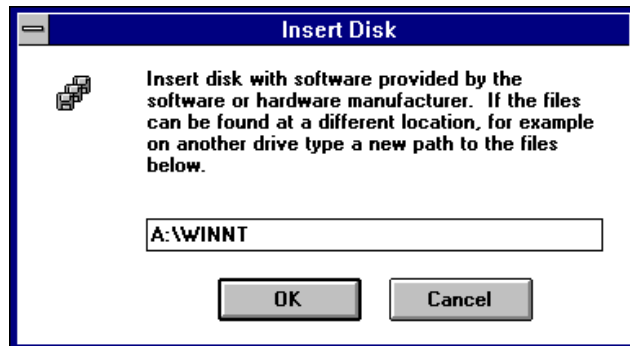 Insert Disk
Insert disk with software provided by the
software or hardware manufacturer.  If the files
can be found at a different location, for example
on another drive type a new path to the files
below.
A:\WINNT
OK
Cancel